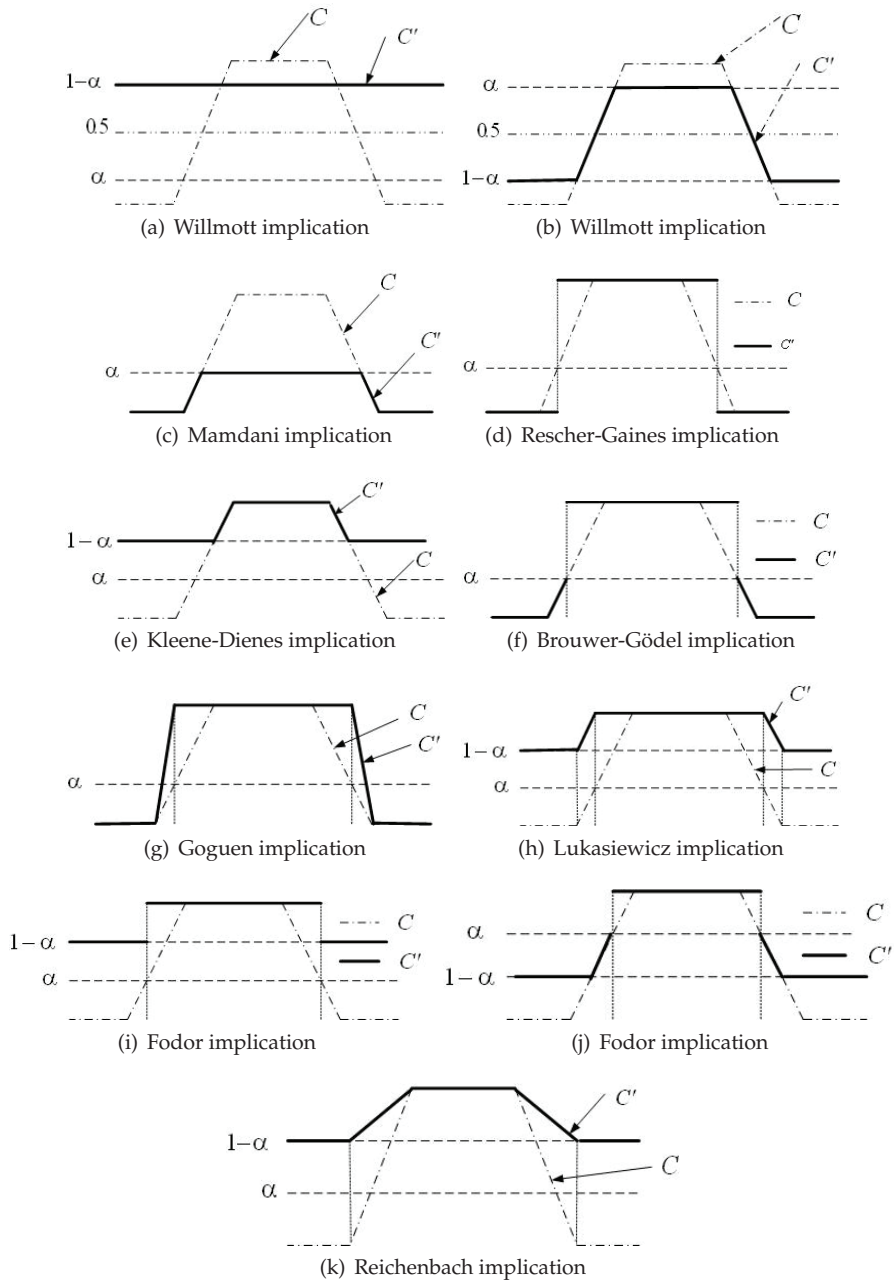 C
C′
1−α
0.5
α
(a) Willmott implication
C
C′
α
0.5
1−α
(b) Willmott implication
C
C′
α
(c) Mamdani implication
C
C′
α
(d) Rescher-Gaines implication
C′
1−α
α
C
(e) Kleene-Dienes implication
C
C′
α
(f) Brouwer-Gödel implication
C
C′
α
(g) Goguen implication
C′
1−α
C
α
(h) Lukasiewicz implication
C
1−α
C′
α
(i) Fodor implication
C
α
C′
1−α
(j) Fodor implication
C′
1−α
C
α
(k) Reichenbach implication